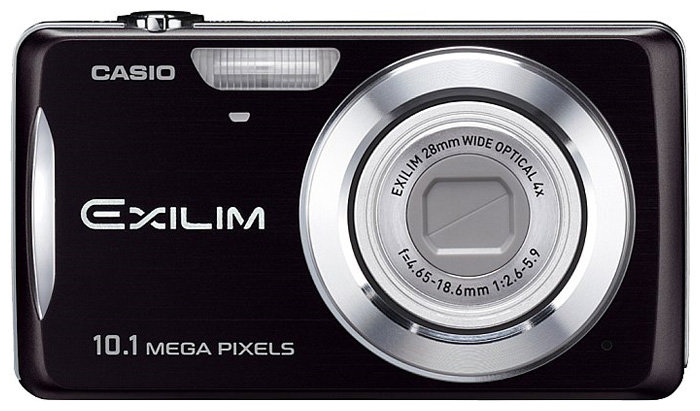 CASIO
EXILIM
10.1 MEGA PIXELS
EXILIM 28mm WIDE OPTICAL 4x
f=4.65-18.6mm 1:2.6-5.9